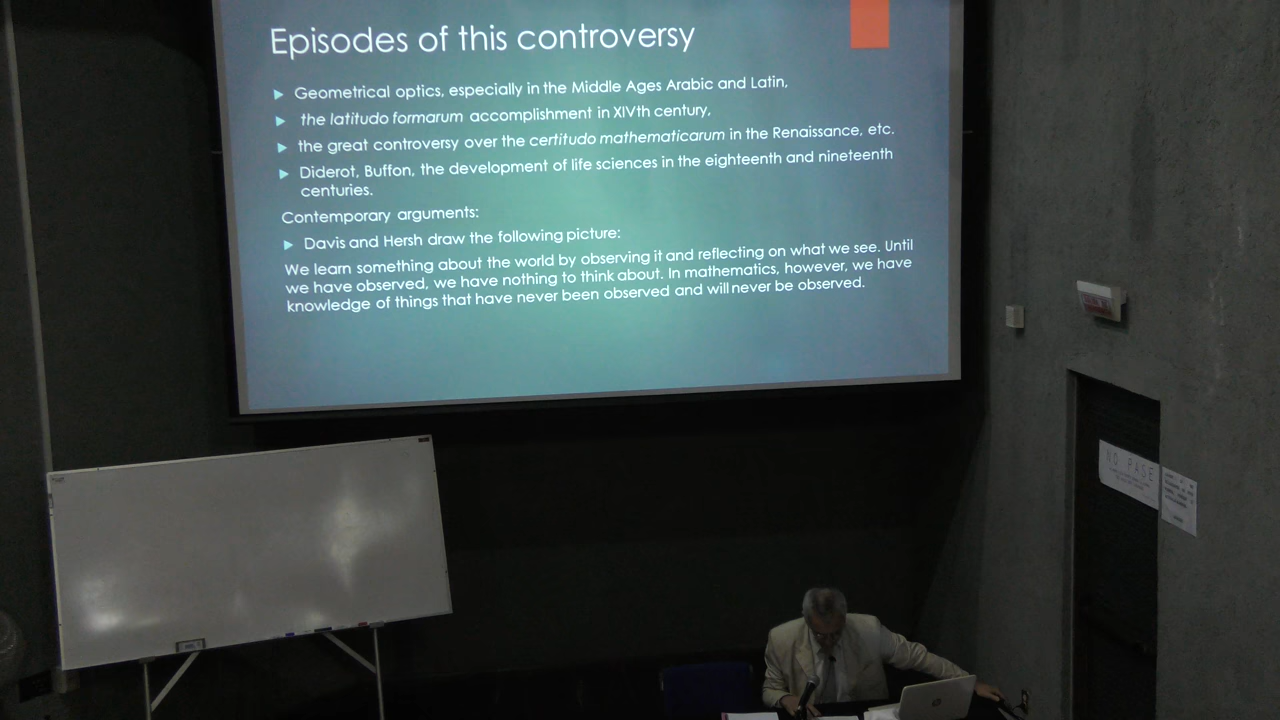 Episodes of this controversy
Geometrical optics, especially in the Middle Ages Arabic and Latin,
the latitudo formarum accomplishment in XIVth century,
the great controversy over the certitudo mathematicarum in the Renaissance, etc.
Diderot, Buffon, the development of life sciences in the eighteenth and nineteenth
centuries.
Contemporary arguments:
Davis and Hersh draw the following picture:
We learn something about the world by observing it and reflecting on what we see. Until
we have observed, we have nothing to think about. In mathematics, however, we have
knowledge of things that have never been observed and will never be observed.
NO PASE